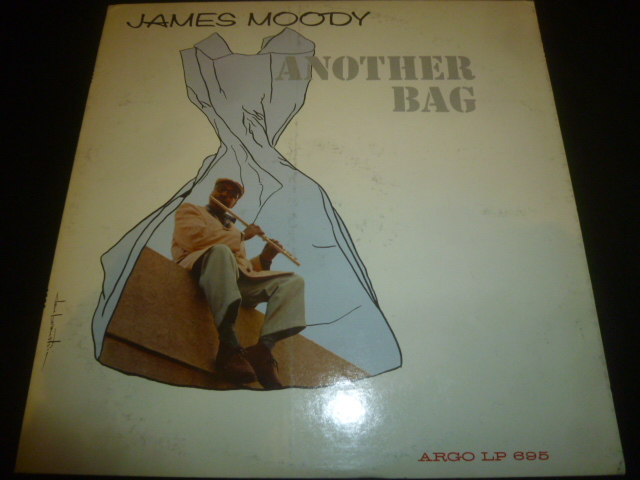 JAMES MOODY
ANOTHER
BAG
ARGO LP 695